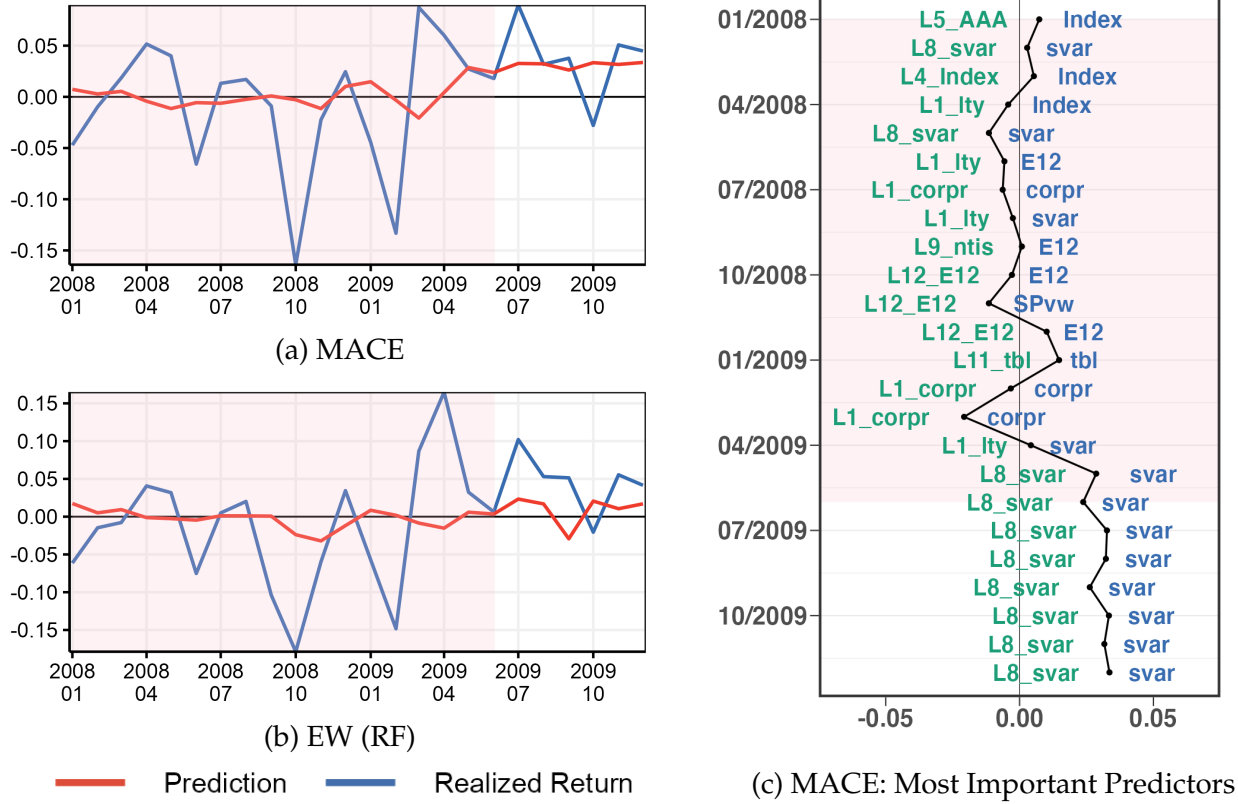 0.05
0.00
-0.05
-0.10
-0.15
2008 2008 2008 2008 2009 2009 2009 2009
01 04 07 10 01 04 07 10
(a) MACE
0.15
0.10
0.05
0.00
-0.05
-0.10
-0.15
2008 2008 2008 2008 2009 2009 2009 2009
01 04 07 10 01 04 07 10
(b) EW (RF)
Prediction Realized Return
01/2008 L5_AAA Index
L8_svar svar
L4_Index Index
04/2008 L1_lty Index
L8_svar svar
L1_lty E12
07/2008 L1_corpr corpr
L1_lty svar
L9_ntis E12
10/2008 L12_E12 E12
L12_E12 SPvw
L12_E12 E12
01/2009 L11_tbl tbl
L1_corpr corpr
L1_corpr corpr
04/2009 L1_lty svar
L8_svar svar
L8_svar svar
07/2009 L8_svar svar
L8_svar svar
L8_svar svar
10/2009 L8_svar svar
L8_svar svar
L8_svar svar
-0.05 0.00 0.05
(c) MACE: Most Important Predictors